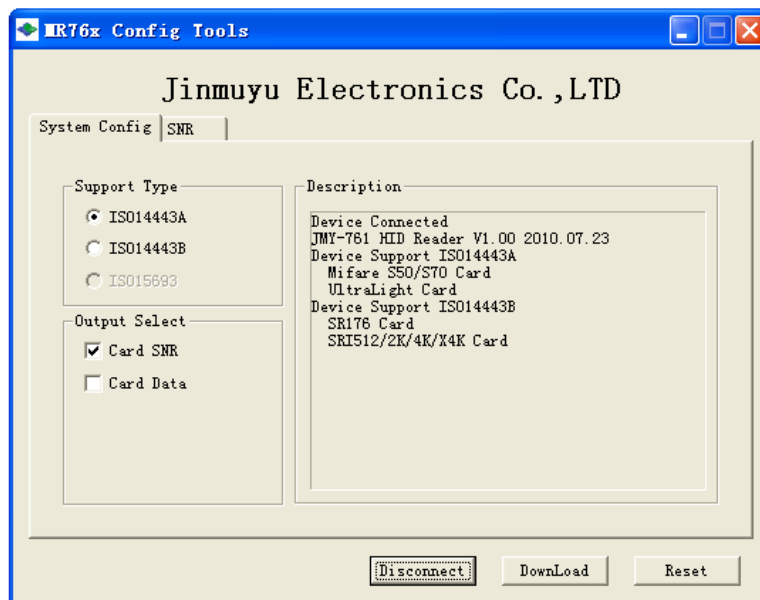 MR76x Config Tools
Jinmuyu Electronics Co.,LTD
System Config
SNR
Support Type
ISO14443A
ISO14443B
ISO15693
Output Select
Card SNR
Card Data
Description
Device Connected
JMY-761 HID Reader V1.00 2010.07.23
Device Support ISO14443A
Mifare S50/S70 Card
UltraLight Card
Device Support ISO14443B
SR176 Card
SRI512/2K/4K/X4K Card
Disconnect
DownLoad
Reset